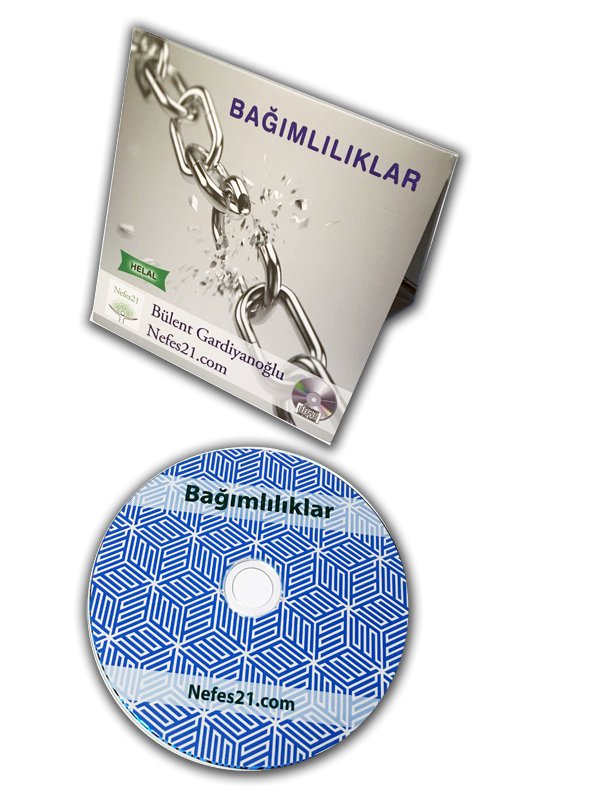 BAĞIMLILIKLAR
HELAL
Nefes21
Bülent Gardiyanoğlu
Nefes21.com
Bağımlılıklar
Nefes21.com